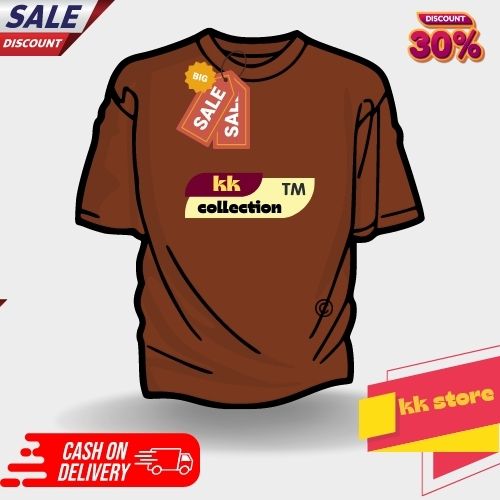 SALE
DISCOUNT
DISCOUNT
30%
BIG
SALE
SALE
kk
TM
collection
©
kk store
CASH ON
DELIVERY